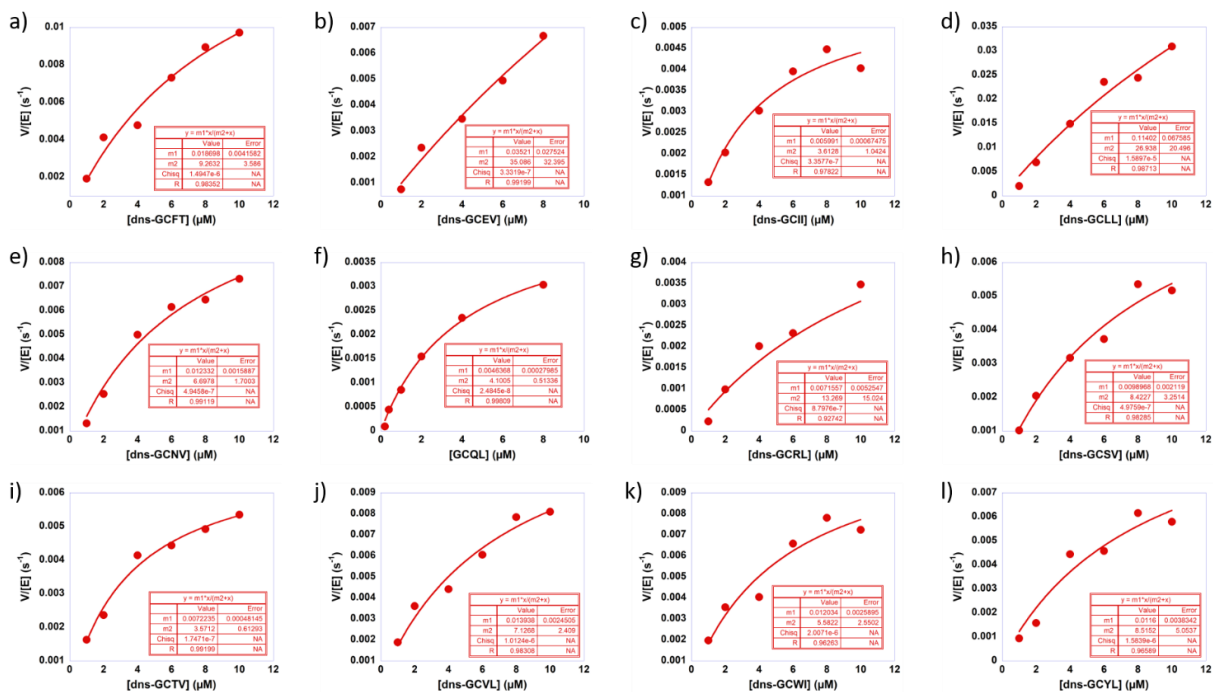 a)
V/[E] (s⁻¹)
0.01
0.008
0.006
0.004
0.002
0 2 4 6 8 10 12
[dns-GCFT] (µM)
y = m1*x/(m2+x)
Value Error
m1 0.018698 0.0041582
m2 9.2632 3.586
Chisq 1.4947e-6 NA
R 0.98352 NA
b)
V/[E] (s⁻¹)
0.007
0.006
0.005
0.004
0.003
0.002
0.001
0
0 2 4 6 8 10 12
[dns-GCEV] (µM)
y = m1*x/(m2+x)
Value Error
m1 0.03521 0.027524
m2 35.086 32.395
Chisq 3.3319e-7 NA
R 0.99199 NA
c)
V/[E] (s⁻¹)
0.005
0.0045
0.004
0.0035
0.003
0.0025
0.002
0.0015
0.001
0 2 4 6 8 10 12
[dns-GCII] (µM)
y = m1*x/(m2+x)
Value Error
m1 0.005991 0.00067475
m2 3.6128 1.0424
Chisq 3.3577e-7 NA
R 0.97822 NA
d)
V/[E] (s⁻¹)
0.035
0.03
0.025
0.02
0.015
0.01
0.005
0
0 2 4 6 8 10 12
[dns-GCLL] (µM)
y = m1*x/(m2+x)
Value Error
m1 0.11402 0.067585
m2 26.938 20.496
Chisq 1.5897e-5 NA
R 0.98713 NA
e)
V/[E] (s⁻¹)
0.008
0.007
0.006
0.005
0.004
0.003
0.002
0.001
0 2 4 6 8 10 12
[dns-GCNV] (µM)
y = m1*x/(m2+x)
Value Error
m1 0.012332 0.0015887
m2 6.6978 1.7003
Chisq 4.9458e-7 NA
R 0.99119 NA
f)
V/[E] (s⁻¹)
0.0035
0.003
0.0025
0.002
0.0015
0.001
0.0005
0
0 2 4 6 8 10 12
[GCQL] (µM)
y = m1*x/(m2+x)
Value Error
m1 0.0046368 0.00027985
m2 4.1005 0.51336
Chisq NA
R 0.99809 NA
g)
V/[E] (s⁻¹)
0.004
0.0035
0.003
0.0025
0.002
0.0015
0.001
0.0005
0
0 2 4 6 8 10 12
[dns-GCRL] (µM)
y = m1*x/(m2+x)
Value Error
m1 0.0071557 0.0052547
m2 13.269 15.024
Chisq 8.7976e-7 NA
R 0.92742 NA
h)
V/[E] (s⁻¹)
0.006
0.005
0.004
0.003
0.002
0.001
0 2 4 6 8 10 12
[dns-GCSV] (µM)
y = m1*x/(m2+x)
Value Error
m1 0.0098968 0.002119
m2 8.4227 3.2514
Chisq 4.9759e-7 NA
R 0.98285 NA
i)
V/[E] (s⁻¹)
0.006
0.005
0.004
0.003
0.002
0.001
0 2 4 6 8 10 12
[dns-GCTV] (µM)
y = m1*x/(m2+x)
Value Error
m1 0.0072235 0.00048145
m2 3.5712 0.61293
Chisq 1.7471e-7 NA
R 0.99199 NA
j)
V/[E] (s⁻¹)
0.009
0.008
0.007
0.006
0.005
0.004
0.003
0.002
0.001
0 2 4 6 8 10 12
[dns-GCVL] (µM)
y = m1*x/(m2+x)
Value Error
m1 0.013938 0.0024505
m2 7.1268 2.409
Chisq 1.0124e-6 NA
R 0.98308 NA
k)
V/[E] (s⁻¹)
0.009
0.008
0.007
0.006
0.005
0.004
0.003
0.002
0.001
0 2 4 6 8 10 12
[dns-GCWI] (µM)
y = m1*x/(m2+x)
Value Error
m1 0.012034 0.0025895
m2 5.5822 2.5502
Chisq 2.0071e-6 NA
R 0.96263 NA
l)
V/[E] (s⁻¹)
0.007
0.006
0.005
0.004
0.003
0.002
0.001
0
0 2 4 6 8 10 12
[dns-GCYL] (µM)
y = m1*x/(m2+x)
Value Error
m1 0.0116 0.0038342
m2 8.5152 5.0537
Chisq 1.5839e-6 NA
R 0.96589 NA